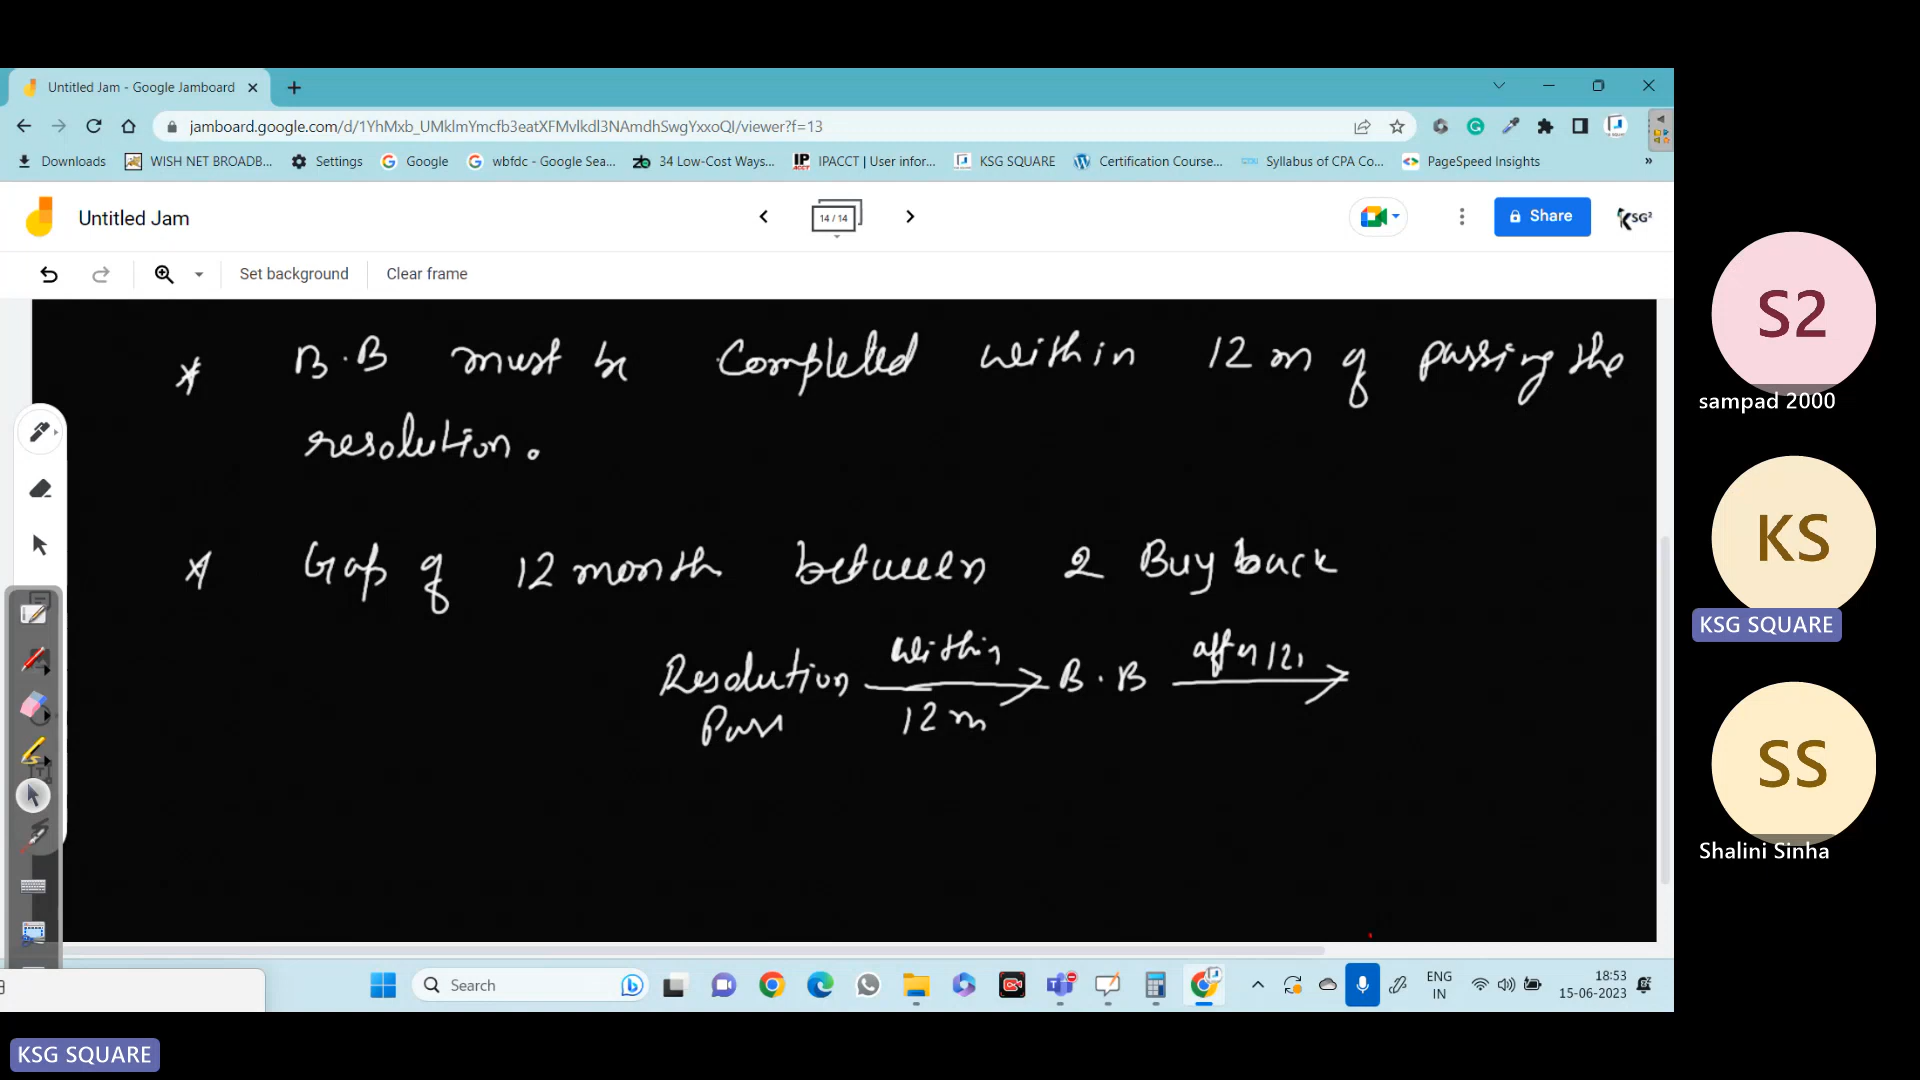 Untitled Jam - Google Jamboard
jamboard.google.com/d/1YhMxb_UMklmYmcfb3eatXFMvlkdl3NAmdhSwgYxxoQI/viewer?f=13
Downloads WISH NET BROADB... Settings Google wbfdc - Google Sea... 34 Low-Cost Ways... IPACCT | User infor... KSG SQUARE Certification Course... Syllabus of CPA Co... PageSpeed Insights
Untitled Jam 14 / 14 Share KSG²
Set background Clear frame
* B.B must be Completed within 12 m of passing the
resolution.
* Gap of 12 month between 2 Buy back
Resolution within B.B after 12
Pass 12 m
S2
sampad 2000
KS
KSG SQUARE
SS
Shalini Sinha
Search ENG 18:53
IN 15-06-2023
KSG SQUARE